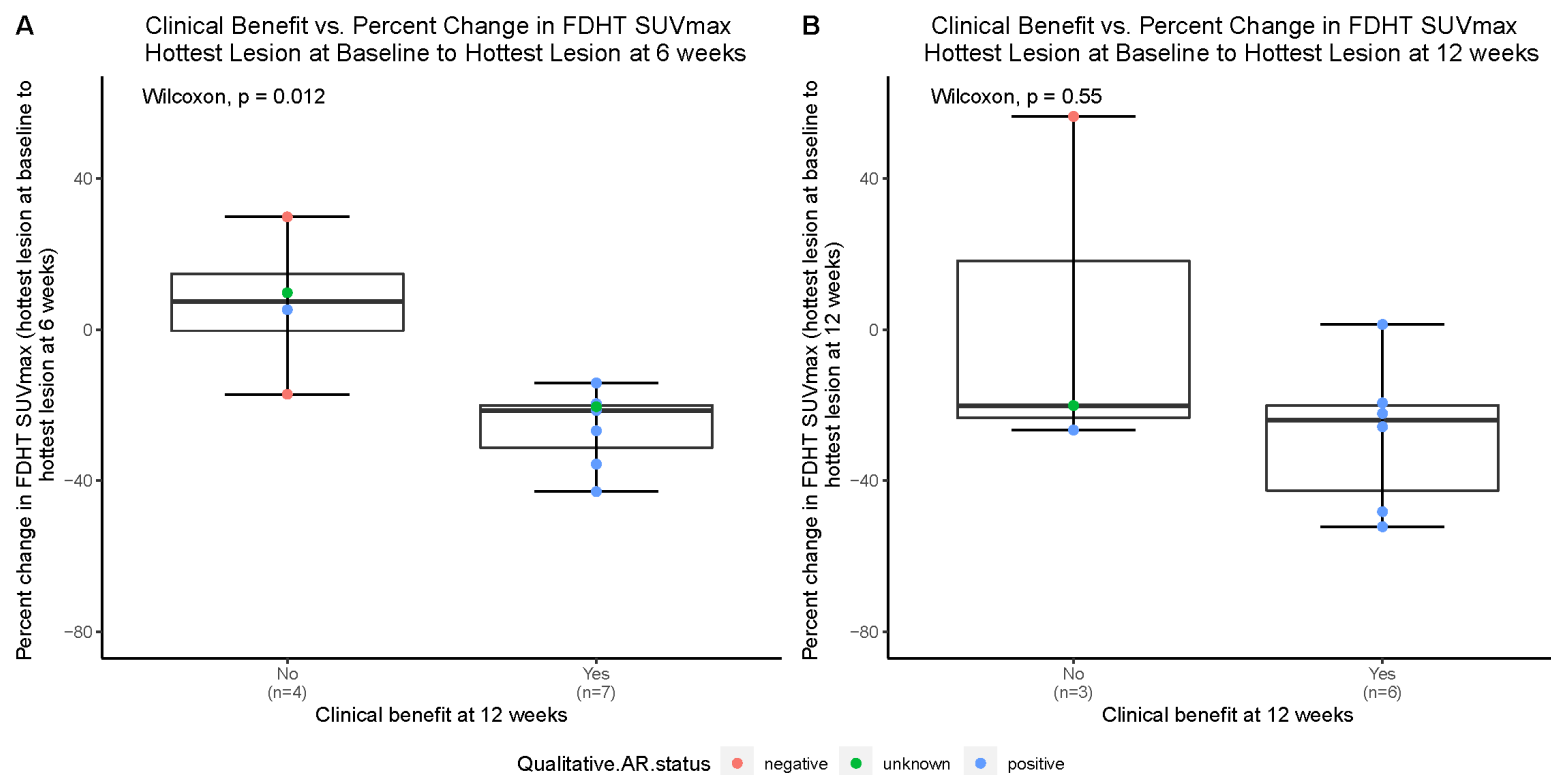 A
Clinical Benefit vs. Percent Change in FDHT SUVmax
Hottest Lesion at Baseline to Hottest Lesion at 6 weeks
Wilcoxon, p = 0.012
Percent change in FDHT SUVmax (hottest lesion at baseline to
hottest lesion at 6 weeks)
40
0
−40
−80
No
(n=4)
Yes
(n=7)
Clinical benefit at 12 weeks
B
Clinical Benefit vs. Percent Change in FDHT SUVmax
Hottest Lesion at Baseline to Hottest Lesion at 12 weeks
Wilcoxon, p = 0.55
Percent change in FDHT SUVmax (hottest lesion at baseline to
hottest lesion at 12 weeks)
40
0
−40
−80
No
(n=3)
Yes
(n=6)
Clinical benefit at 12 weeks
Qualitative.AR.status negative unknown positive